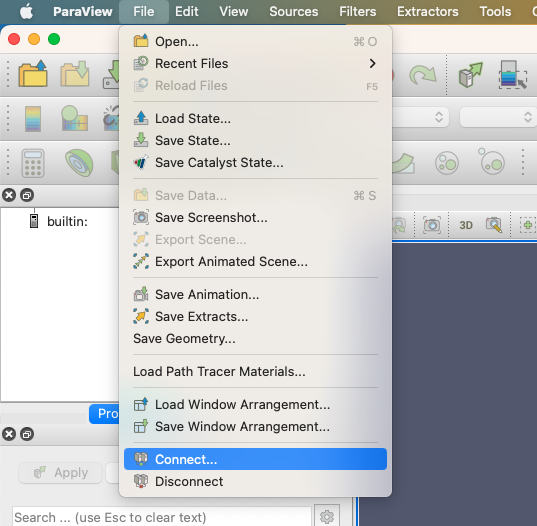 ParaView File Edit View Sources Filters Extractors Tools
Open... ⌘ O
Recent Files
Reload Files F5
Load State...
Save State...
Save Catalyst State...
Save Data... ⌘ S
builtin:
Save Screenshot...
3D
Export Scene...
Export Animated Scene...
Save Animation...
Save Extracts...
Save Geometry...
Load Path Tracer Materials...
Load Window Arrangement...
Pro
Save Window Arrangement...
Connect...
Apply
Disconnect
Search ... (use Esc to clear text)